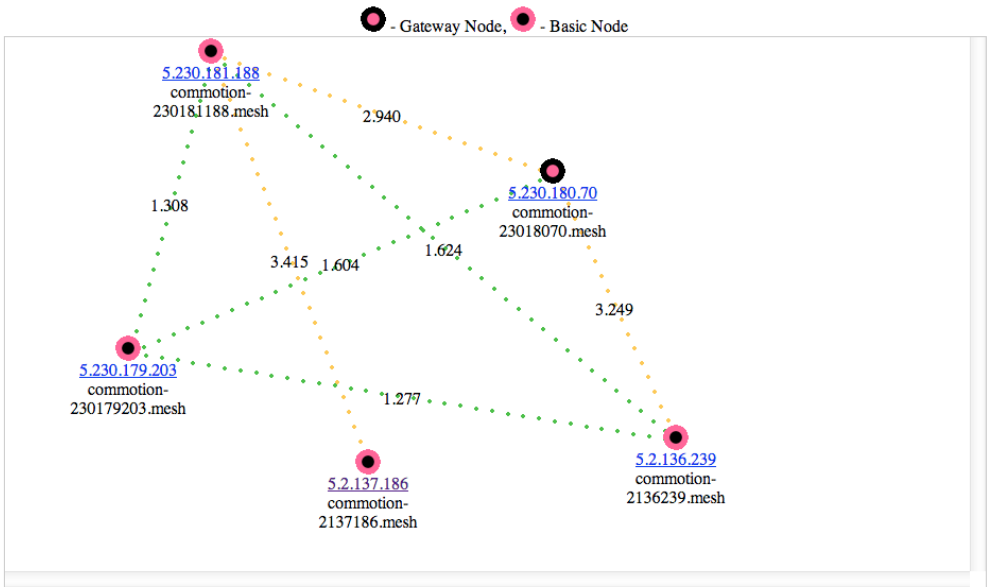 - Gateway Node, - Basic Node
5.230.181.188
commotion-
230181188.mesh
2.940
5.230.180.70
commotion-
23018070.mesh
1.308
3.415
1.604
1.624
3.249
5.230.179.203
commotion-
230179203.mesh
1.277
5.2.136.239
commotion-
2136239.mesh
5.2.137.186
commotion-
2137186.mesh